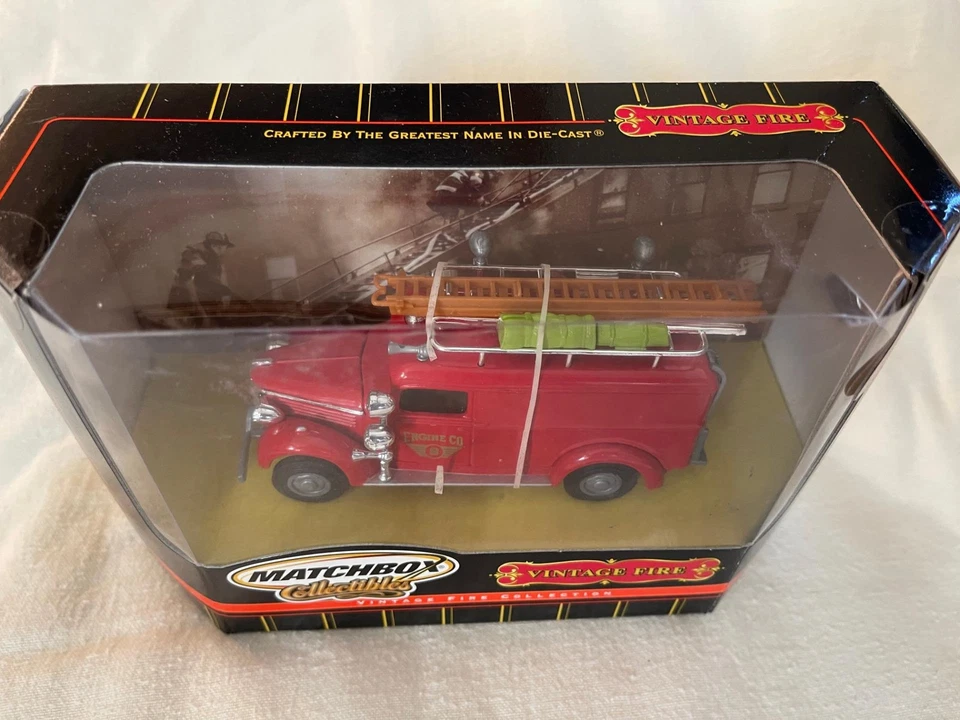 CRAFTED BY THE GREATEST NAME IN DIE-CAST®
VINTAGE FIRE
ENGINE CO
8
MATCHBOX
Collectibles
VINTAGE FIRE
VINTAGE FIRE COLLECTION